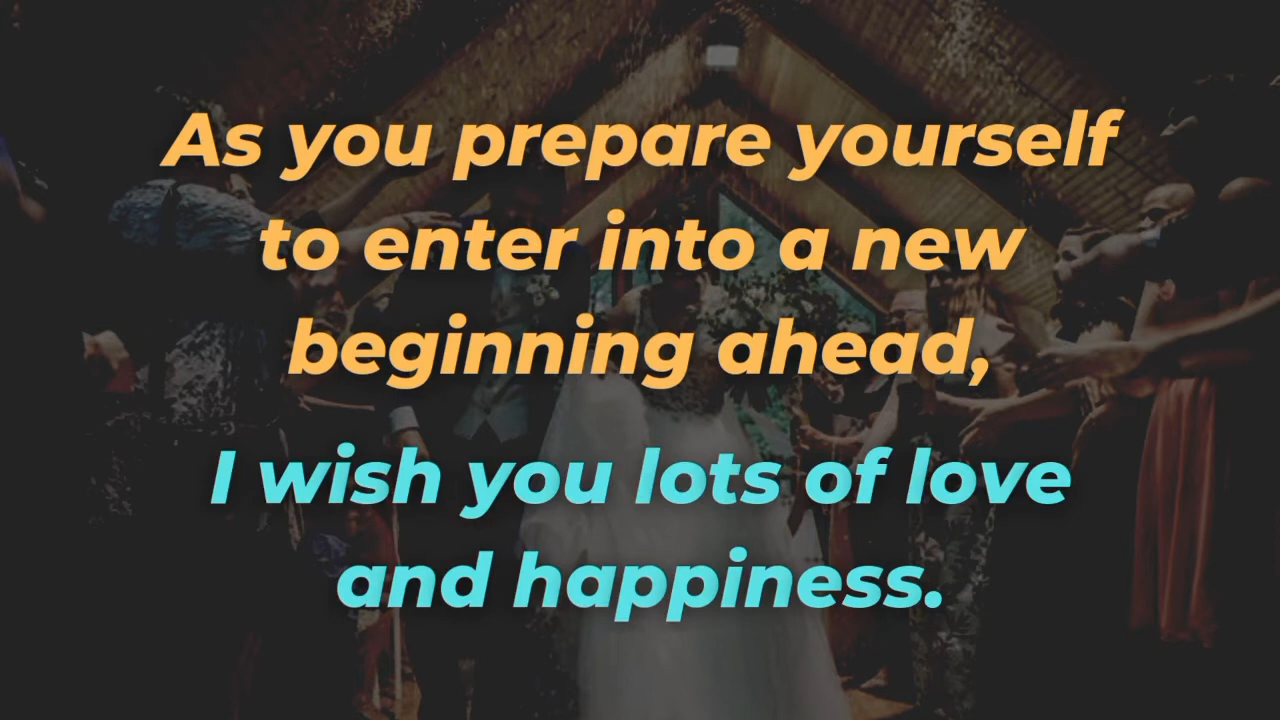 As you prepare yourself
to enter into a new
beginning ahead,
I wish you lots of love
and happiness.